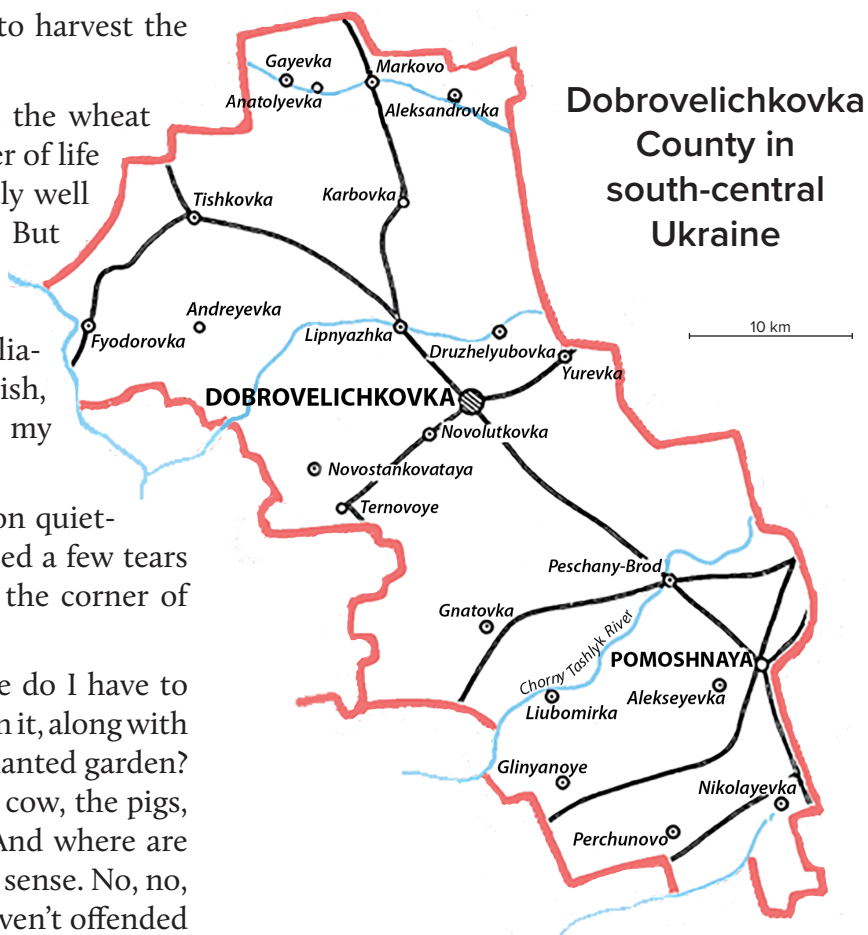 to harvest the
the wheat
er of life
ly well
But
lia-
ish,
my
on quiet-
ed a few tears
the corner of
e do I have to
n it, along with
lanted garden?
cow, the pigs,
And where are
sense. No, no,
ven't offended
Dobrovelichkovka
County in
south-central
Ukraine
10 km
Gayevka
Markovo
Anatolyevka
Aleksandrovka
Tishkovka
Karbovka
Andreyevka
Fyodorovka
Lipnyazhka
Druzhelyubovka
Yurevka
DOBROVELICHKOVKA
Novolutkovka
Novostankovataya
Ternovoye
Peschany-Brod
Gnatovka
Chorny Tashlyk River
POMOSHNAYA
Alekseyevka
Liubomirka
Glinyanoye
Nikolayevka
Perchunovo